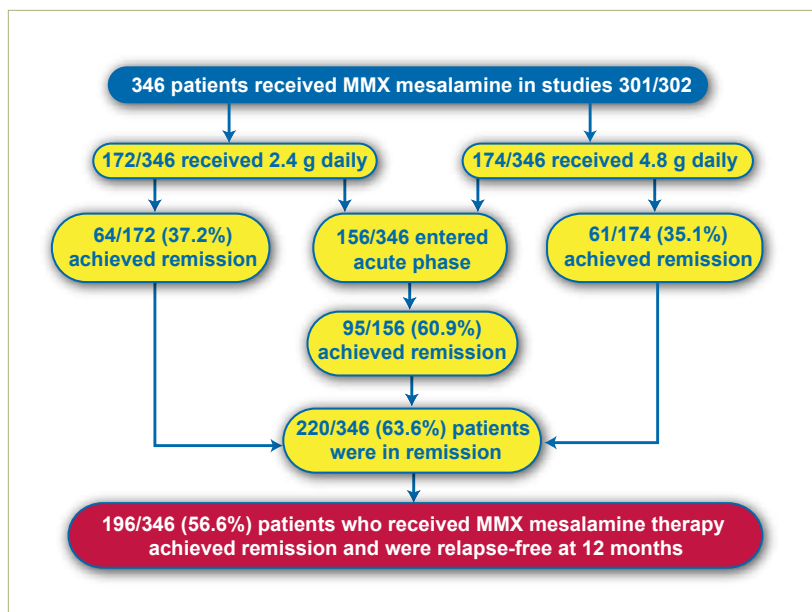 346 patients received MMX mesalamine in studies 301/302
172/346 received 2.4 g daily
174/346 received 4.8 g daily
64/172 (37.2%)
achieved remission
156/346 entered
acute phase
61/174 (35.1%)
achieved remission
95/156 (60.9%)
achieved remission
220/346 (63.6%) patients
were in remission
196/346 (56.6%) patients who received MMX mesalamine therapy
achieved remission and were relapse-free at 12 months